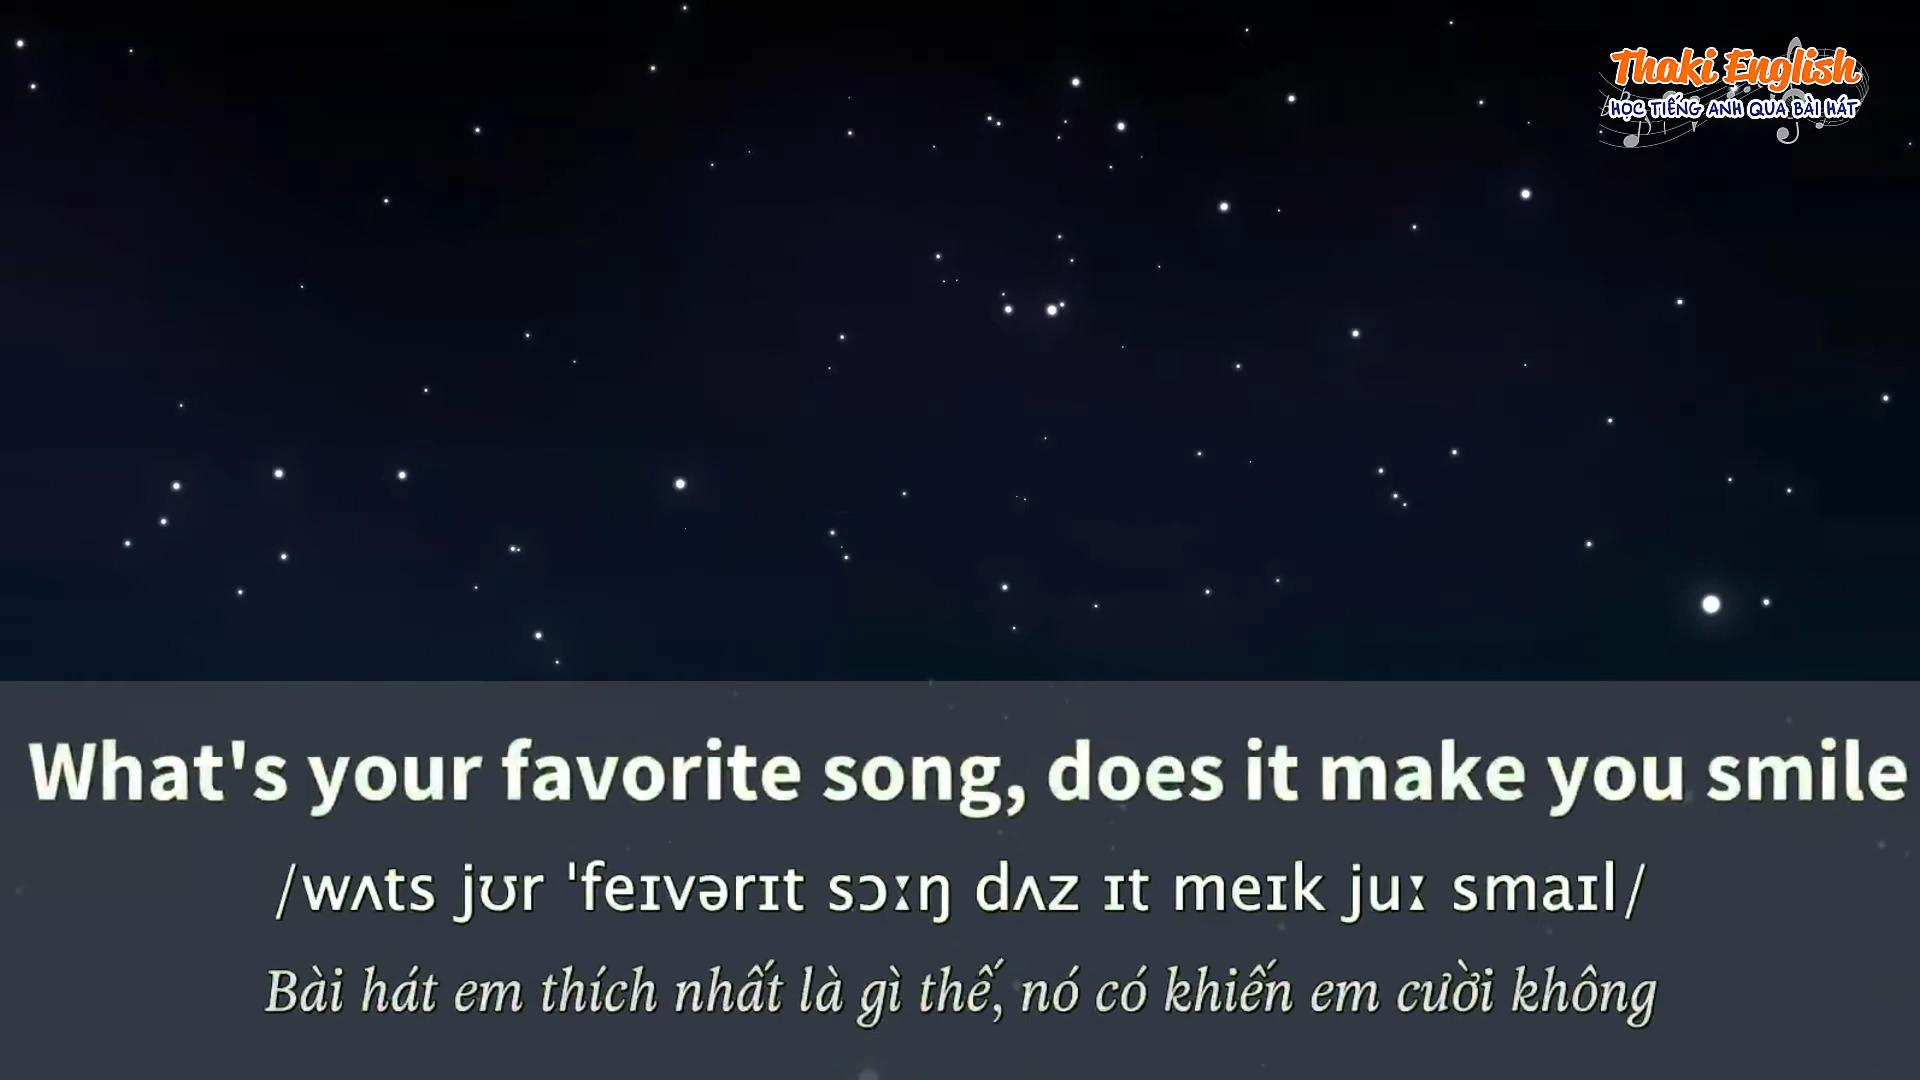 Thaki English
HỌC TIẾNG ANH QUA BÀI HÁT
What's your favorite song, does it make you smile
/wʌts jʊr ˈfeɪvərɪt sɔːŋ dʌz ɪt meɪk juː smaɪl/
Bài hát em thích nhất là gì thế, nó có khiến em cười không